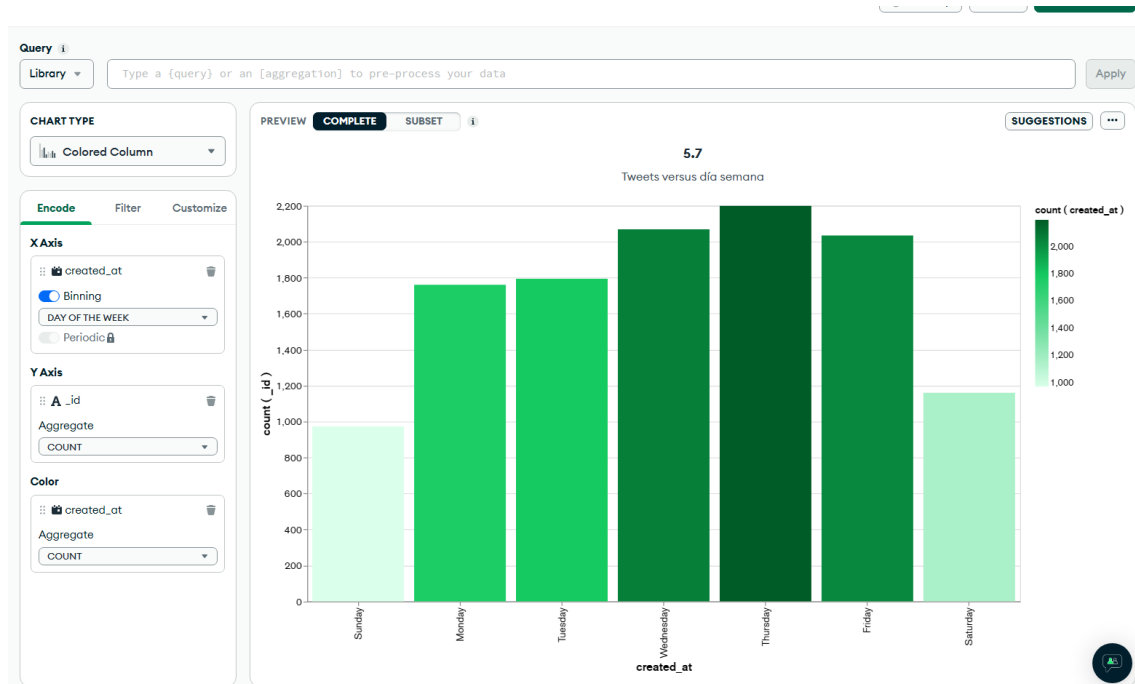 Query i
Library
Type a {query} or an [aggregation] to pre-process your data
Apply
CHART TYPE
Colored Column
Encode
Filter
Customize
X Axis
created_at
Binning
DAY OF THE WEEK
Periodic
Y Axis
A _id
Aggregate
COUNT
Color
created_at
Aggregate
COUNT
PREVIEW
COMPLETE
SUBSET
i
SUGGESTIONS
5.7
Tweets versus día semana
count ( _id )
2,200
2,000
1,800
1,600
1,400
1,200
1,000
800
600
400
200
0
Sunday
Monday
Tuesday
Wednesday
Thursday
Friday
Saturday
created_at
count ( created_at )
2,000
1,800
1,600
1,400
1,200
1,000